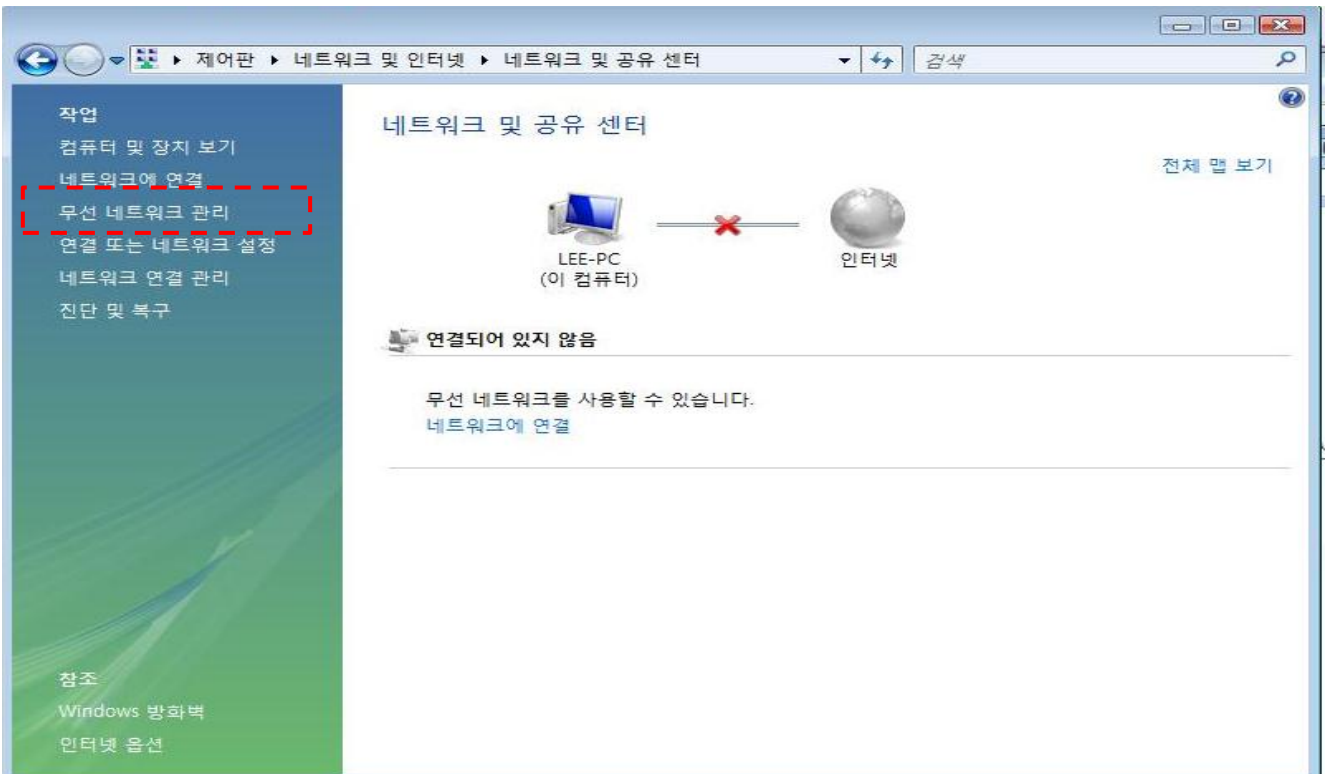 제어판 ▸ 네트워크 및 인터넷 ▸ 네트워크 및 공유 센터
검색
작업
컴퓨터 및 장치 보기
네트워크에 연결
무선 네트워크 관리
연결 또는 네트워크 설정
네트워크 연결 관리
진단 및 복구
네트워크 및 공유 센터
전체 맵 보기
LEE-PC
(이 컴퓨터)
인터넷
연결되어 있지 않음
무선 네트워크를 사용할 수 있습니다.
네트워크에 연결
참조
Windows 방화벽
인터넷 옵션